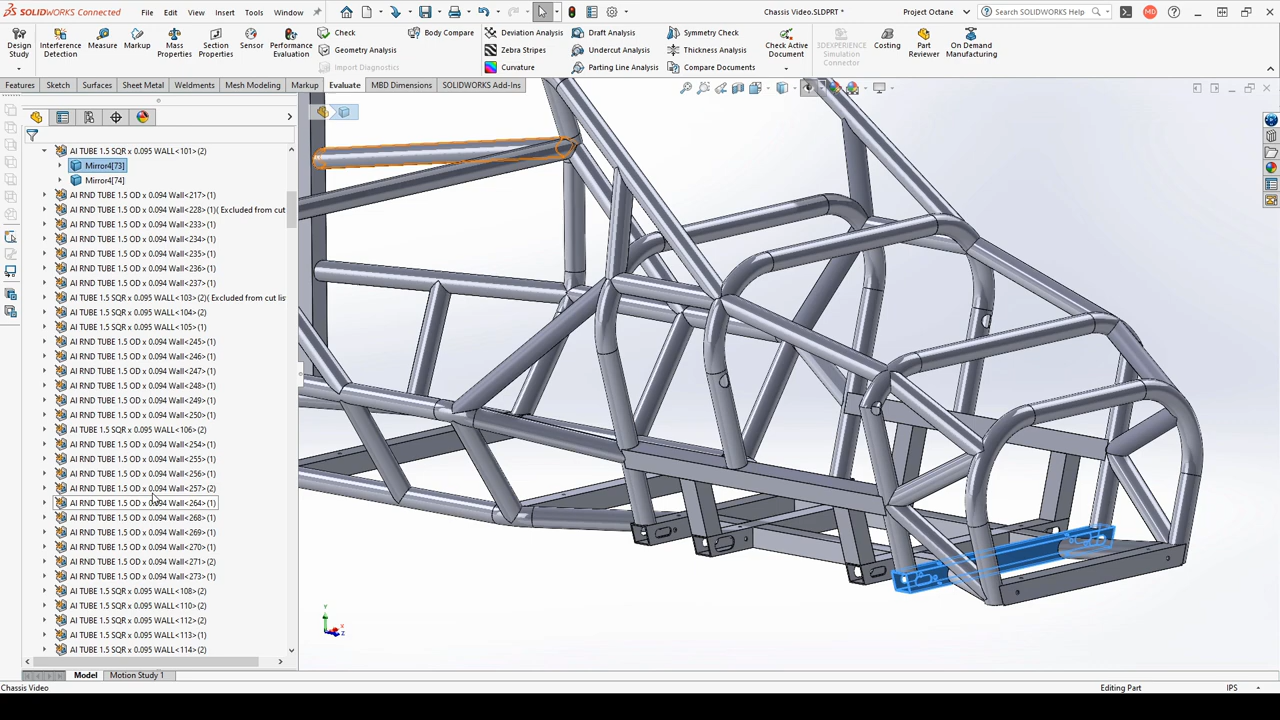 SOLIDWORKS Connected File Edit View Insert Tools Window Chassis Video.SLDPRT * Project Octane Search SOLIDWORKS Help MD
Design Study
Interference Detection
Measure
Markup
Mass Properties
Section Properties
Sensor
Performance Evaluation
Check
Geometry Analysis
Import Diagnostics
Body Compare
Deviation Analysis
Zebra Stripes
Curvature
Draft Analysis
Undercut Analysis
Parting Line Analysis
Symmetry Check
Thickness Analysis
Compare Documents
Check Active Document
3DEXPERIENCE Simulation Connector
Costing
Part Reviewer
On Demand Manufacturing
Features Sketch Surfaces Sheet Metal Weldments Mesh Modeling Markup Evaluate MBD Dimensions SOLIDWORKS Add-Ins
AI TUBE 1.5 SQR x 0.095 WALL<101>(2)
Mirror4[73]
Mirror4[74]
AI RND TUBE 1.5 OD x 0.094 Wall<217>(1)
AI RND TUBE 1.5 OD x 0.094 Wall<228>(1)( Excluded from cut
AI RND TUBE 1.5 OD x 0.094 Wall<233>(1)
AI RND TUBE 1.5 OD x 0.094 Wall<234>(1)
AI RND TUBE 1.5 OD x 0.094 Wall<235>(1)
AI RND TUBE 1.5 OD x 0.094 Wall<236>(1)
AI RND TUBE 1.5 OD x 0.094 Wall<237>(1)
AI TUBE 1.5 SQR x 0.095 WALL<103>(2)( Excluded from cut lis
AI TUBE 1.5 SQR x 0.095 WALL<104>(2)
AI TUBE 1.5 SQR x 0.095 WALL<105>(1)
AI RND TUBE 1.5 OD x 0.094 Wall<245>(1)
AI RND TUBE 1.5 OD x 0.094 Wall<246>(1)
AI RND TUBE 1.5 OD x 0.094 Wall<247>(1)
AI RND TUBE 1.5 OD x 0.094 Wall<248>(1)
AI RND TUBE 1.5 OD x 0.094 Wall<249>(1)
AI RND TUBE 1.5 OD x 0.094 Wall<250>(1)
AI TUBE 1.5 SQR x 0.095 WALL<106>(2)
AI RND TUBE 1.5 OD x 0.094 Wall<254>(1)
AI RND TUBE 1.5 OD x 0.094 Wall<255>(1)
AI RND TUBE 1.5 OD x 0.094 Wall<256>(1)
AI RND TUBE 1.5 OD x 0.094 Wall<257>(2)
AI RND TUBE 1.5 OD x 0.094 Wall<264>(1)
AI RND TUBE 1.5 OD x 0.094 Wall<268>(1)
AI RND TUBE 1.5 OD x 0.094 Wall<269>(1)
AI RND TUBE 1.5 OD x 0.094 Wall<270>(1)
AI RND TUBE 1.5 OD x 0.094 Wall<271>(2)
AI RND TUBE 1.5 OD x 0.094 Wall<273>(1)
AI TUBE 1.5 SQR x 0.095 WALL<108>(2)
AI TUBE 1.5 SQR x 0.095 WALL<110>(2)
AI TUBE 1.5 SQR x 0.095 WALL<112>(2)
AI TUBE 1.5 SQR x 0.095 WALL<113>(1)
AI TUBE 1.5 SQR x 0.095 WALL<114>(2)
Y
X
Z
Model Motion Study 1
Chassis Video Editing Part IPS